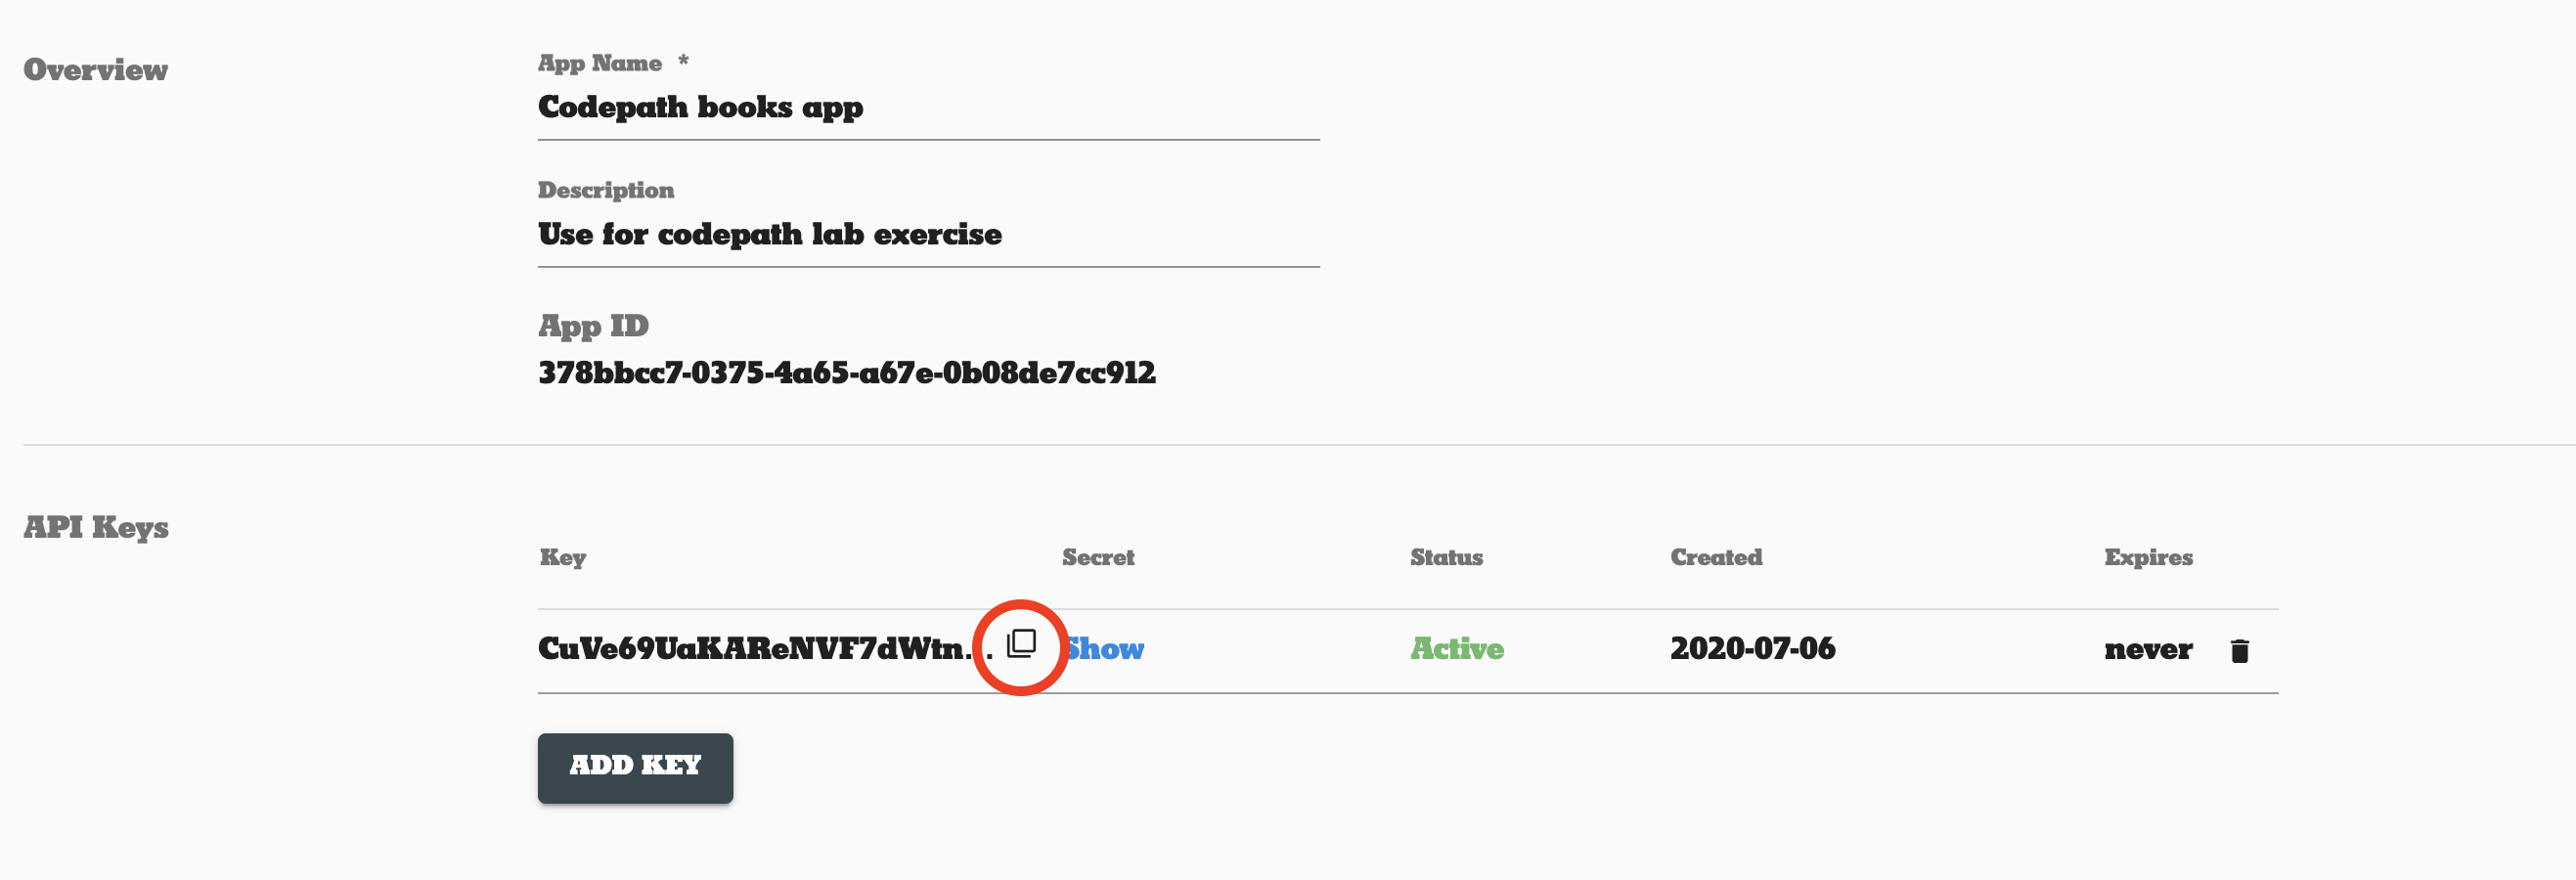 Overview
App Name *
Codepath books app
Description
Use for codepath lab exercise
App ID
378bbcc7-0375-4a65-a67e-0b08de7cc912
API Keys
Key Secret Status Created Expires
CuVe69UaKAReNVF7dWtn... Show Active 2020-07-06 never
ADD KEY